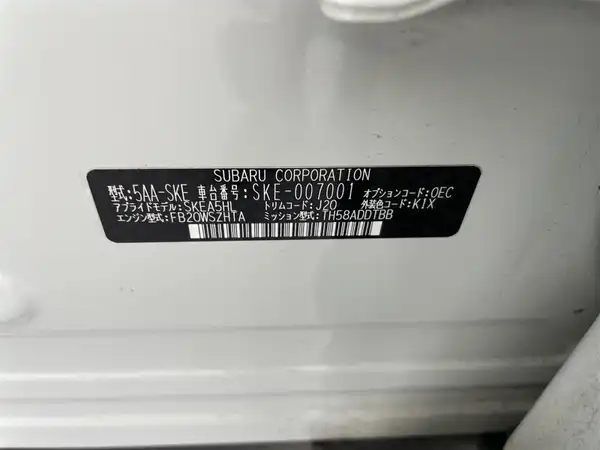 SUBARU CORPORATION
型式:5AA-SKE 車台番号:SKE-007001 オプションコード:OEC
アプライドモデル:SKEA5HL トリムコード:J20 外装色コード:K1X
エンジン型式:FB20WSZHTA ミッション型式:TH58ADDTBB